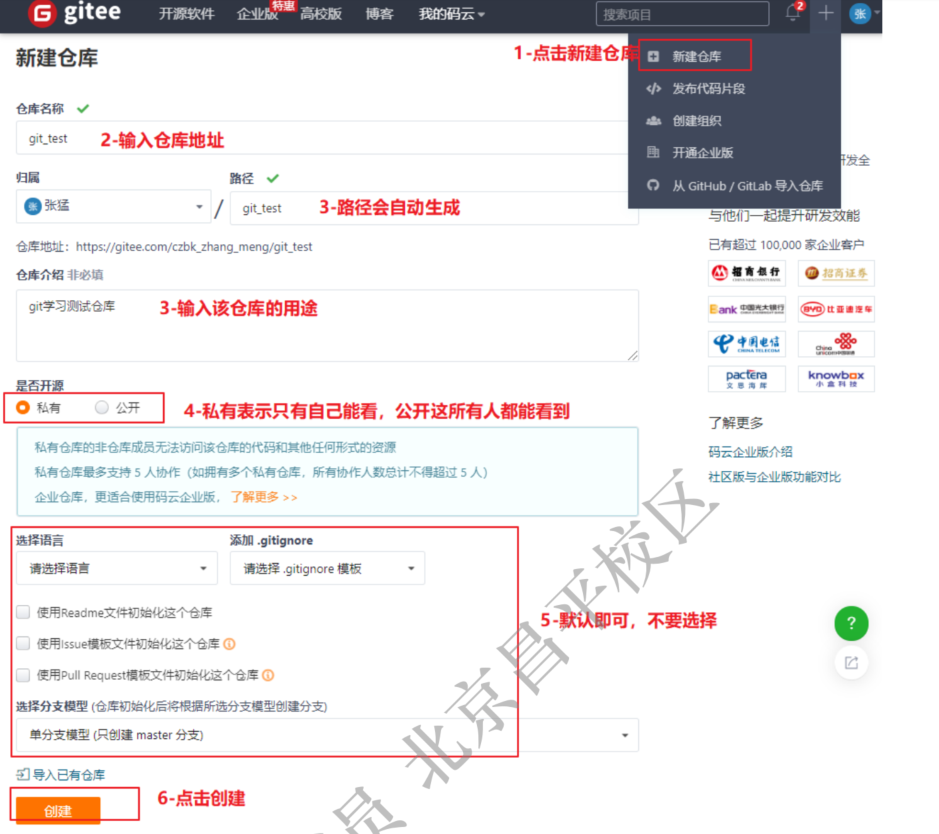 gitee
开源软件 企业版 特惠 高校版 博客 我的码云
搜索项目
2
张
新建仓库
1-点击新建仓库
新建仓库
发布代码片段
创建组织
开通企业版
从 GitHub / GitLab 导入仓库
仓库名称
git_test
2-输入仓库地址
归属
路径
张 张猛
/
git_test
3-路径会自动生成
仓库地址：https://gitee.com/czbk_zhang_meng/git_test
仓库介绍 非必填
git学习测试仓库
3-输入该仓库的用途
是否开源
私有 公开
4-私有表示只有自己能看，公开这所有人都能看到
私有仓库的非仓库成员无法访问该仓库的代码和其他任何形式的资源
私有仓库最多支持 5 人协作（如拥有多个私有仓库，所有协作人数总计不得超过 5 人）
企业仓库，更适合使用码云企业版， 了解更多 >>
选择语言
添加 .gitignore
请选择语言
请选择 .gitignore 模板
使用Readme文件初始化这个仓库
使用Issue模板文件初始化这个仓库
使用Pull Request模板文件初始化这个仓库
5-默认即可，不要选择
选择分支模型 (仓库初始化后将根据所选分支模型创建分支)
单分支模型 (只创建 master 分支)
导入已有仓库
创建
6-点击创建
研发全
与他们一起提升研发效能
已有超过 100,000 家企业客户
招商银行
招商证券
Bank 中国光大银行
BYD 比亚迪汽车
中国电信
CHINA TELECOM
China unicom中国联通
pactera
文思海辉
knowbox
小盒科技
了解更多
码云企业版介绍
社区版与企业版功能对比
?
员 北京昌平校区